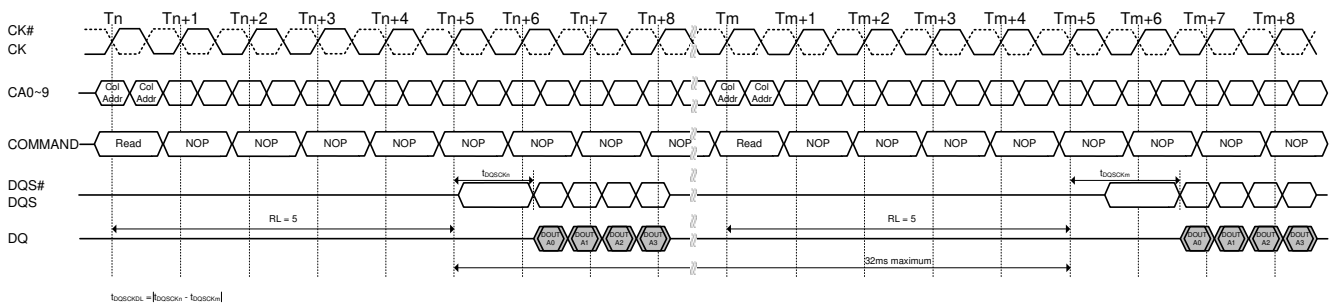 Tn Tn+1 Tn+2 Tn+3 Tn+4 Tn+5 Tn+6 Tn+7 Tn+8 Tm Tm+1 Tm+2 Tm+3 Tm+4 Tm+5 Tm+6 Tm+7 Tm+8
CK#
CK
CA0~9 Col Addr Col Addr Col Addr Col Addr
COMMAND Read NOP NOP NOP NOP NOP NOP NOP NOP Read NOP NOP NOP NOP NOP NOP NOP NOP
DQS# tDQSCKn tDQSCKm
DQS
RL = 5 RL = 5
DQ DOUT A0 DOUT A1 DOUT A2 DOUT A3 DOUT A0 DOUT A1 DOUT A2 DOUT A3
32ms maximum
tDQSCKDL = |tDQSCKn - tDQSCKm|